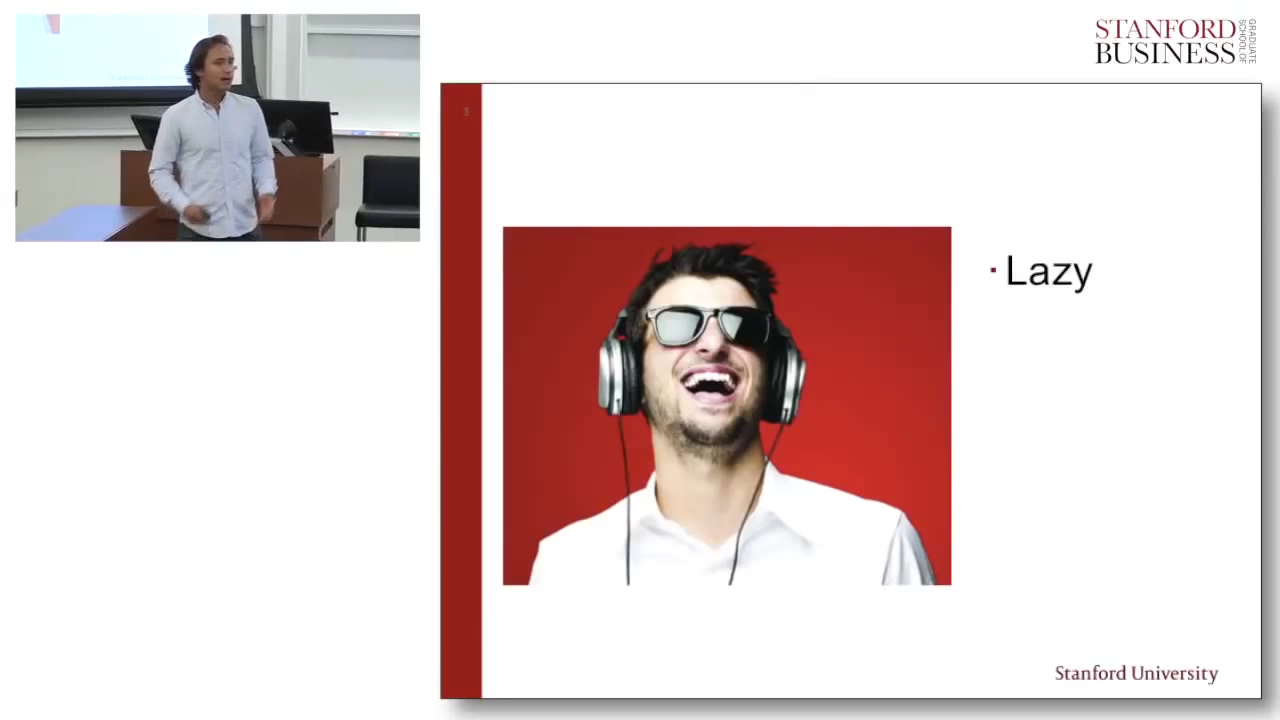 STANFORD
BUSINESS
GRADUATE
SCHOOL OF
3
▪ Lazy
Stanford University